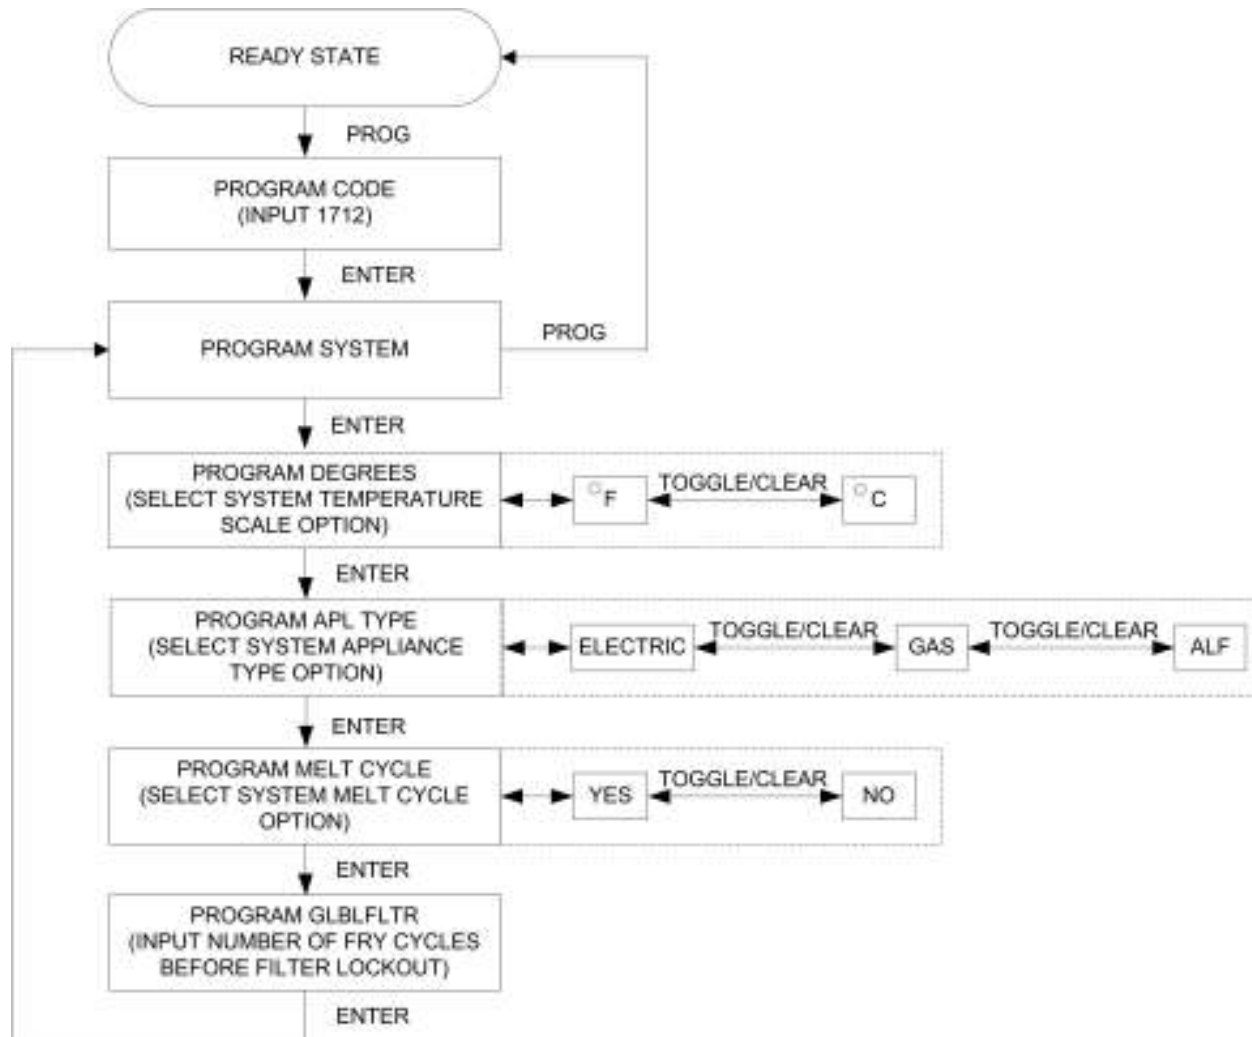 READY STATE
PROG
PROGRAM CODE
(INPUT 1712)
ENTER
PROGRAM SYSTEM
PROG
ENTER
PROGRAM DEGREES
(SELECT SYSTEM TEMPERATURE
SCALE OPTION)
°F
TOGGLE/CLEAR
°C
ENTER
PROGRAM APL TYPE
(SELECT SYSTEM APPLIANCE
TYPE OPTION)
ELECTRIC
TOGGLE/CLEAR
GAS
TOGGLE/CLEAR
ALF
ENTER
PROGRAM MELT CYCLE
(SELECT SYSTEM MELT CYCLE
OPTION)
YES
TOGGLE/CLEAR
NO
ENTER
PROGRAM GLBLFLTR
(INPUT NUMBER OF FRY CYCLES
BEFORE FILTER LOCKOUT)
ENTER